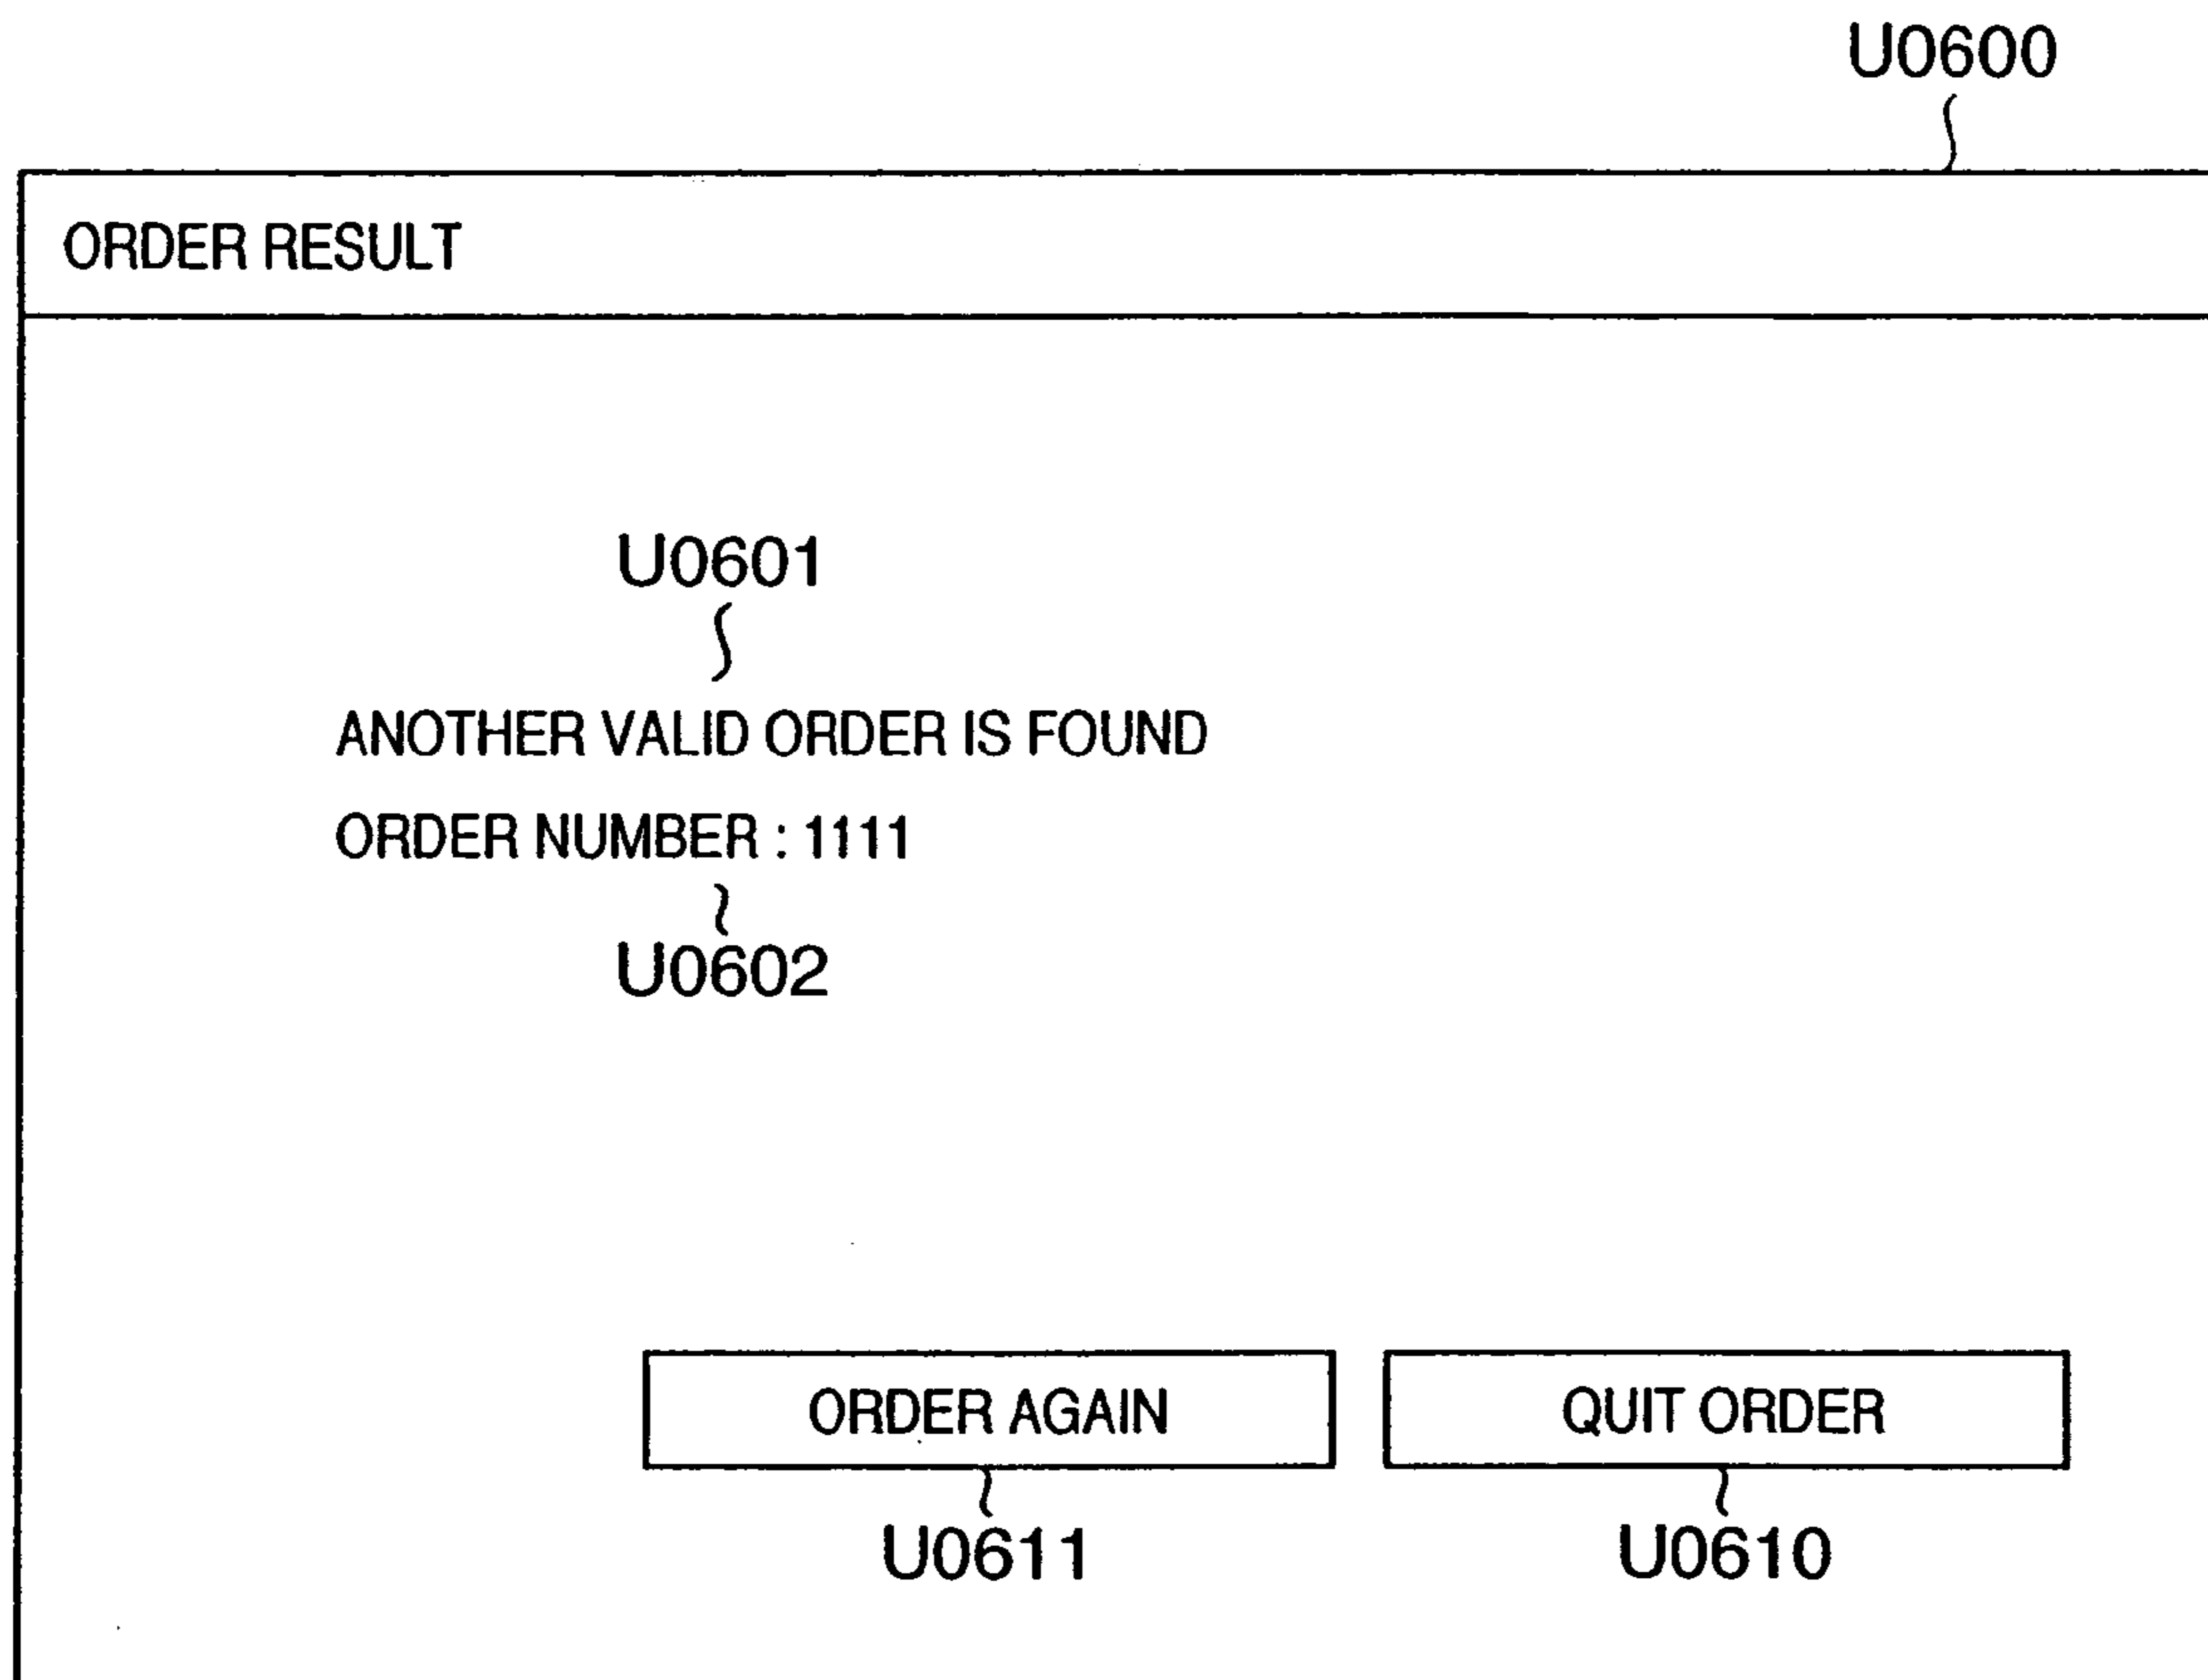 U0600
ORDER RESULT
U0601
ANOTHER VALID ORDER IS FOUND
ORDER NUMBER : 1111
U0602
ORDER AGAIN
QUIT ORDER
U0611
U0610